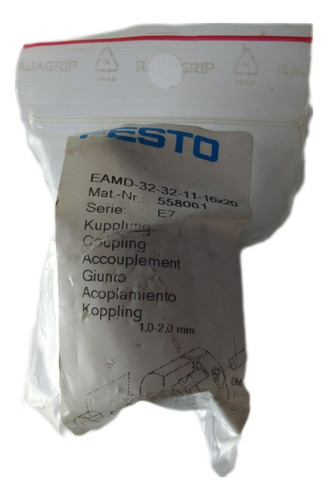 RAJAGRIP
FESTO
EAMD-32-32-11-16x20
Mat.-Nr.: 558001
Serie: E7
Kupplung
Coupling
Accouplement
Giunto
Acoplamiento
Koppling
1,0-2,0 mm